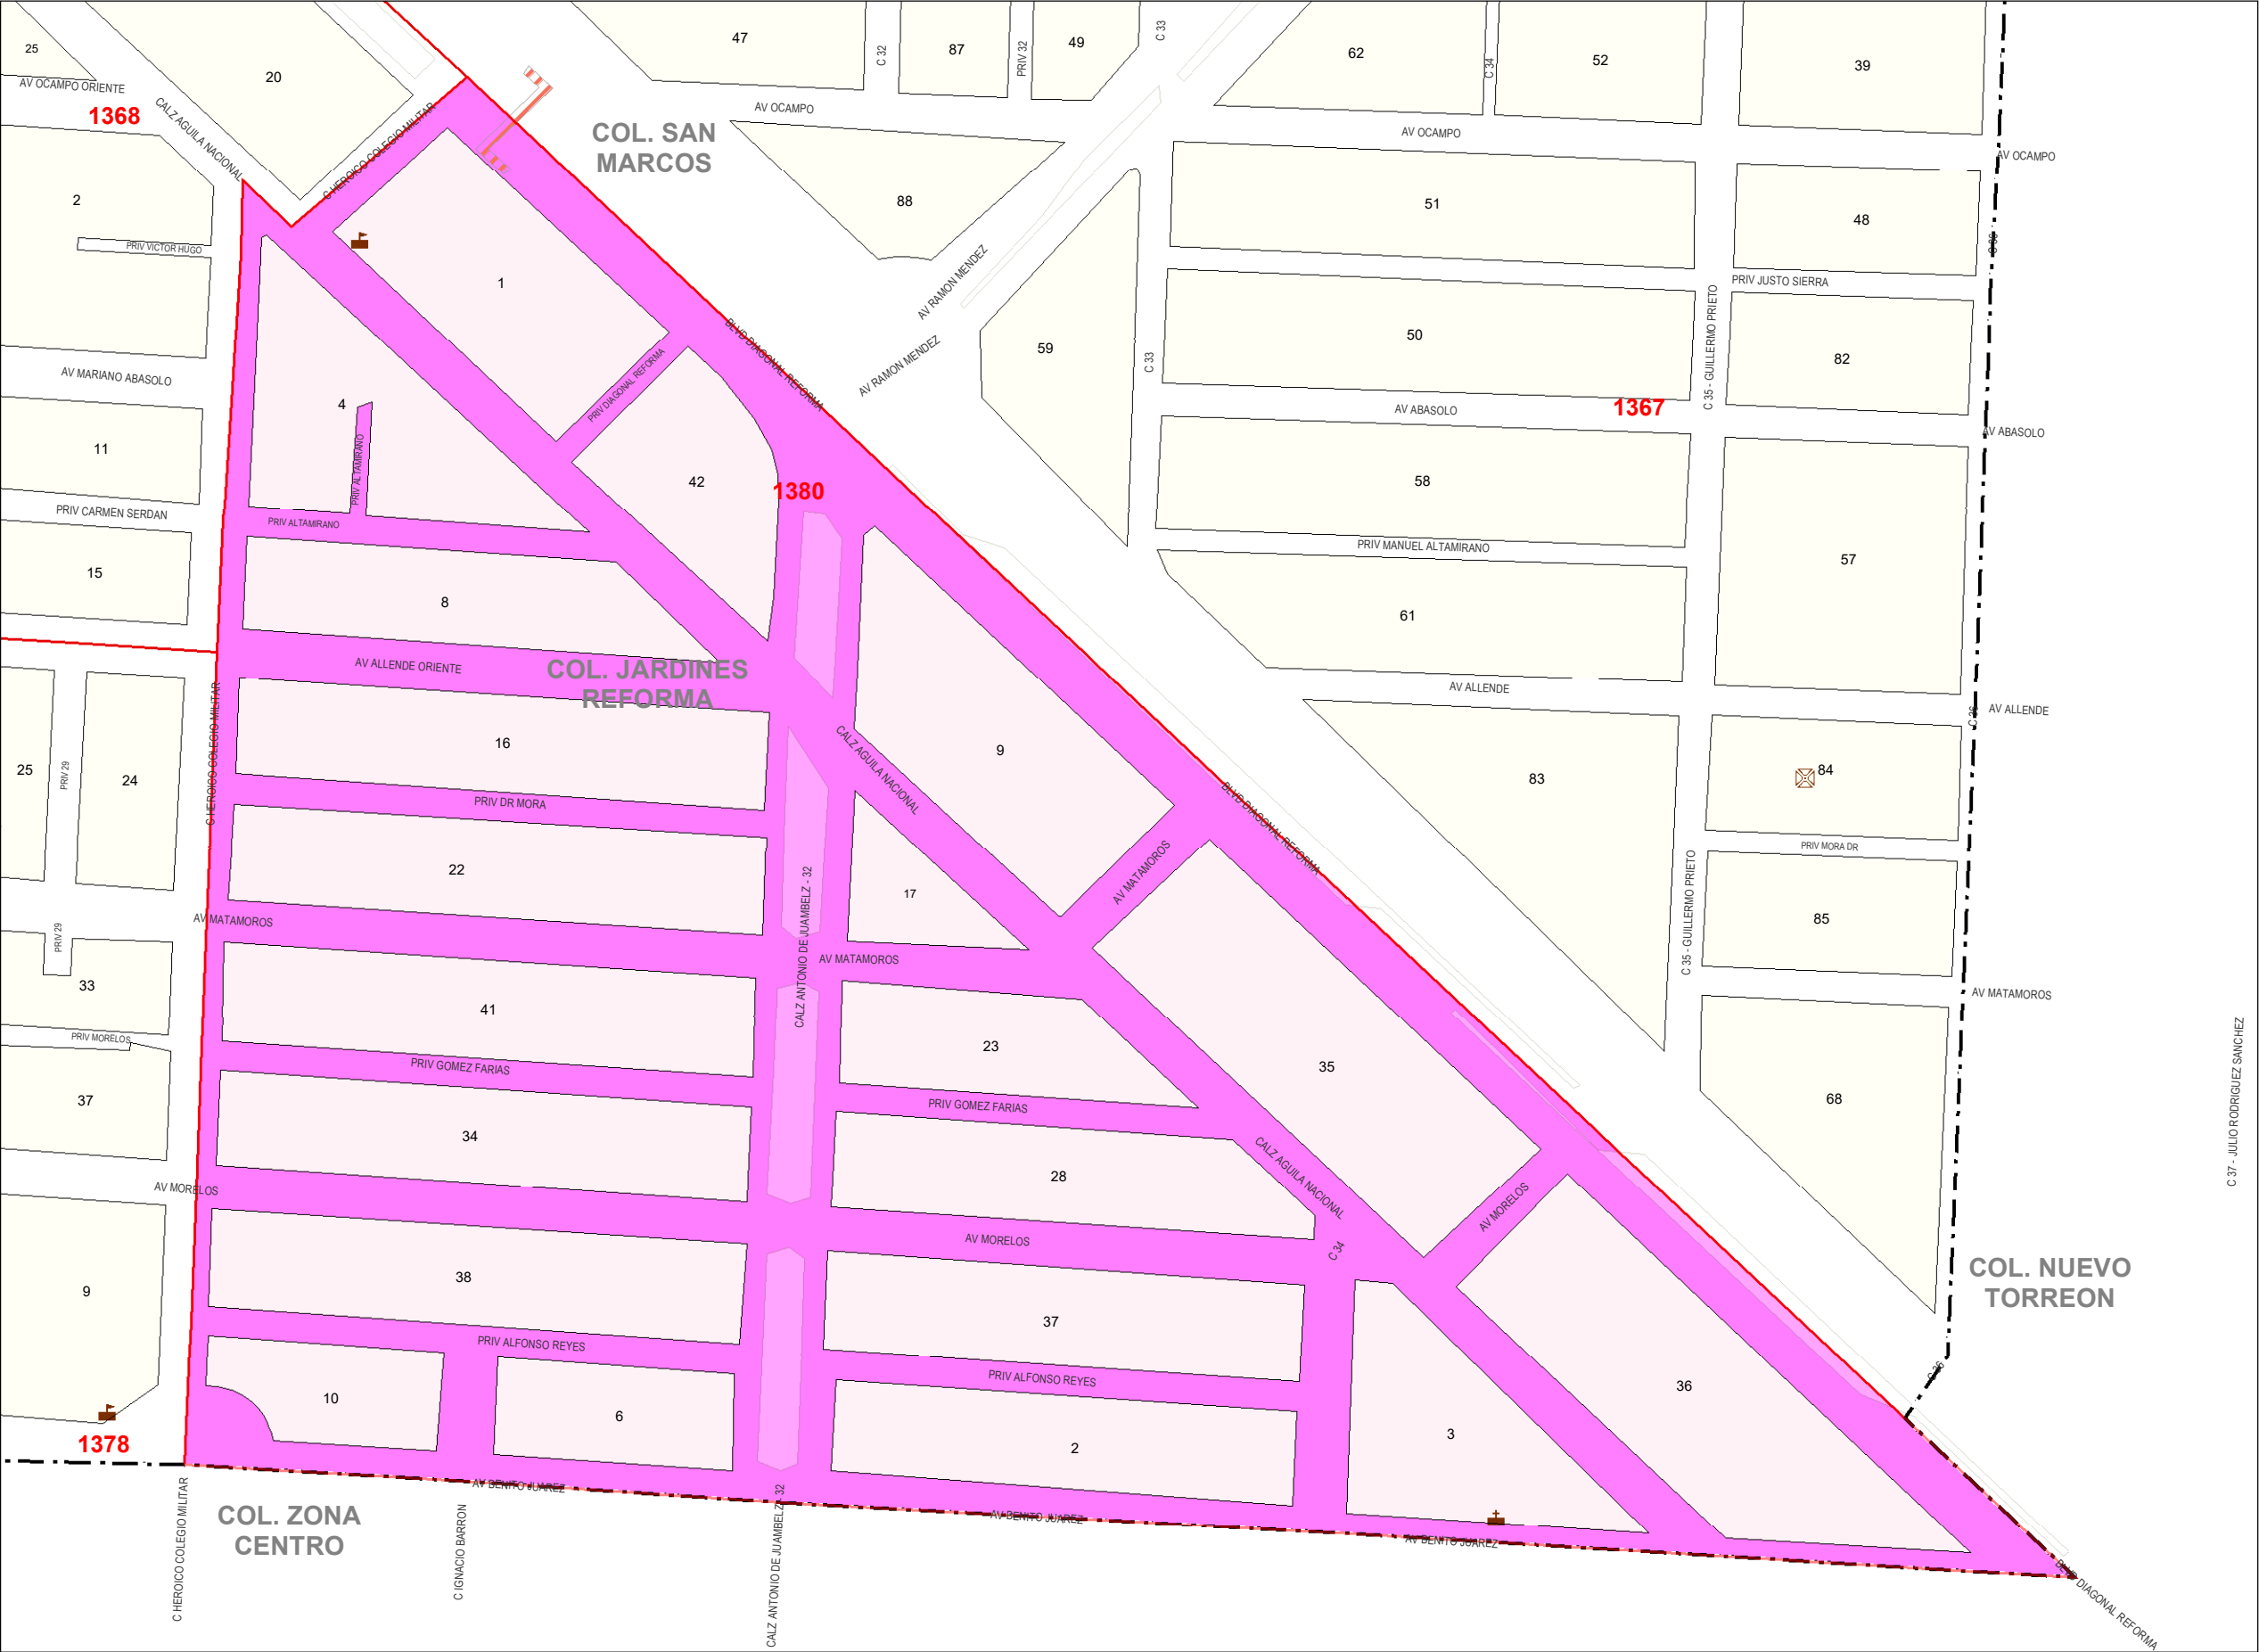 25
20
47
C 32
87
PRIV 32
49
C 33
62
C 34
52
39
AV OCAMPO ORIENTE
1368
CALZ AGUILA NACIONAL
C HEROICO COLEGIO MILITAR
COL. SAN
MARCOS
AV OCAMPO
AV OCAMPO
AV OCAMPO
2
88
51
48
PRIV VICTOR HUGO
C 36
1
AV RAMON MENDEZ
PRIV JUSTO SIERRA
BLVD DIAGONAL REFORMA
AV RAMON MENDEZ
59
C 33
50
C 35 - GUILLERMO PRIETO
82
AV MARIANO ABASOLO
PRIV DIAGONAL REFORMA
4
AV ABASOLO
1367
AV ABASOLO
11
PRIV ALTAMIRANO
42
1380
58
PRIV CARMEN SERDAN
PRIV ALTAMIRANO
PRIV MANUEL ALTAMIRANO
57
15
8
61
AV ALLENDE ORIENTE
COL. JARDINES
REFORMA
AV ALLENDE
AV ALLENDE
C 36
C HEROICO COLEGIO MILITAR
16
9
CALZ AGUILA NACIONAL
25
PRIV 29
24
83
84
PRIV DR MORA
BLVD DIAGONAL REFORMA
PRIV MORA DR
22
17
AV MATAMOROS
CALZ ANTONIO DE JUAMBELZ - 32
C 35 - GUILLERMO PRIETO
85
AV MATAMOROS
PRIV 29
AV MATAMOROS
AV MATAMOROS
33
41
23
35
C 37 - JULIO RODRIGUEZ SANCHEZ
PRIV MORELOS
PRIV GOMEZ FARIAS
PRIV GOMEZ FARIAS
37
68
34
28
CALZ AGUILA NACIONAL
AV MORELOS
AV MORELOS
AV MORELOS
C 34
COL. NUEVO
TORREON
9
38
37
PRIV ALFONSO REYES
PRIV ALFONSO REYES
C 36
36
10
6
2
3
1378
AV BENITO JUAREZ
AV BENITO JUAREZ
AV BENITO JUAREZ
COL. ZONA
CENTRO
C HEROICO COLEGIO MILITAR
C IGNACIO BARRON
CALZ ANTONIO DE JUAMBELZ - 32
BLVD DIAGONAL REFORMA